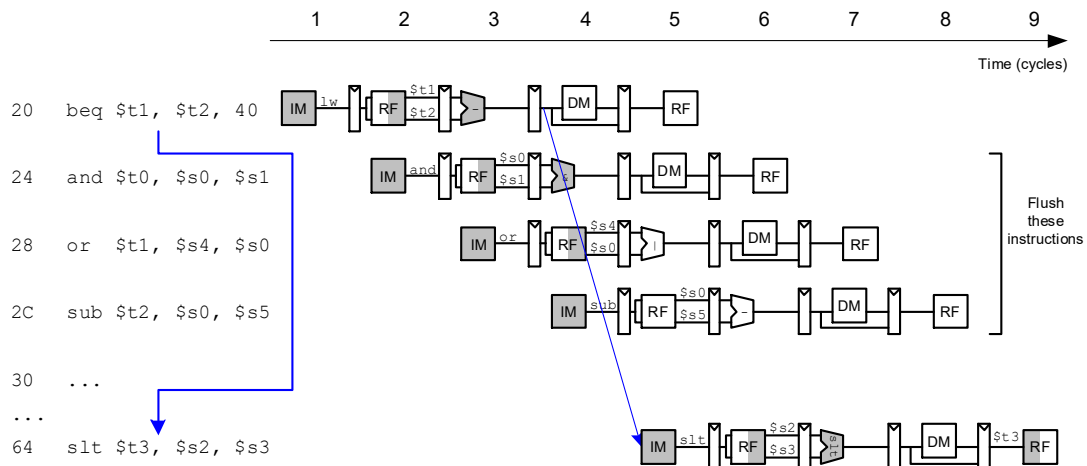 1 2 3 4 5 6 7 8 9
Time (cycles)
20 beq $t1, $t2, 40 IM lw RF $t1 $t2 - DM RF
24 and $t0, $s0, $s1 IM and RF $s0 $s1 & DM RF
28 or $t1, $s4, $s0 IM or RF $s4 $s0 | DM RF
2C sub $t2, $s0, $s5 IM sub RF $s0 $s5 - DM RF
Flush
these
instructions
30 ...
...
64 slt $t3, $s2, $s3 IM slt RF $s2 $s3 slt DM $t3 RF